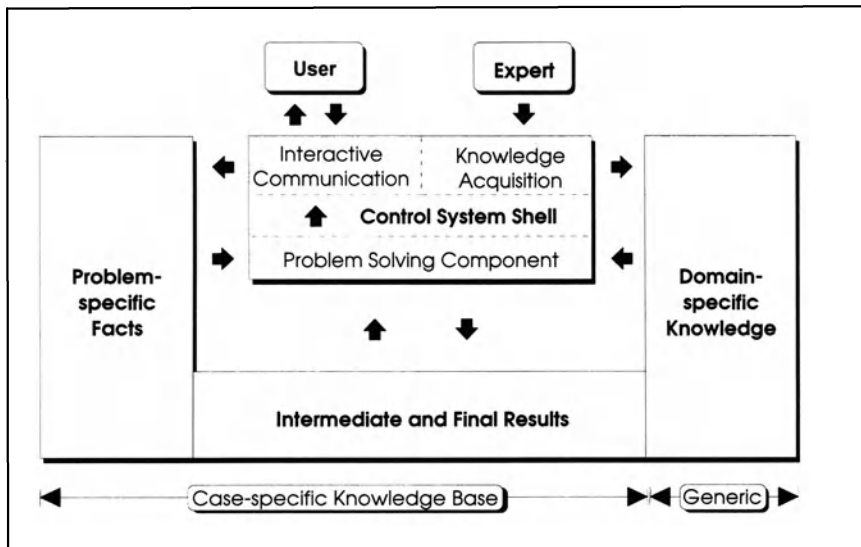 User
Expert
Interactive
Communication
Knowledge
Acquisition
Control System Shell
Problem Solving Component
Problem-
specific
Facts
Domain-
specific
Knowledge
Intermediate and Final Results
Case-specific Knowledge Base
Generic